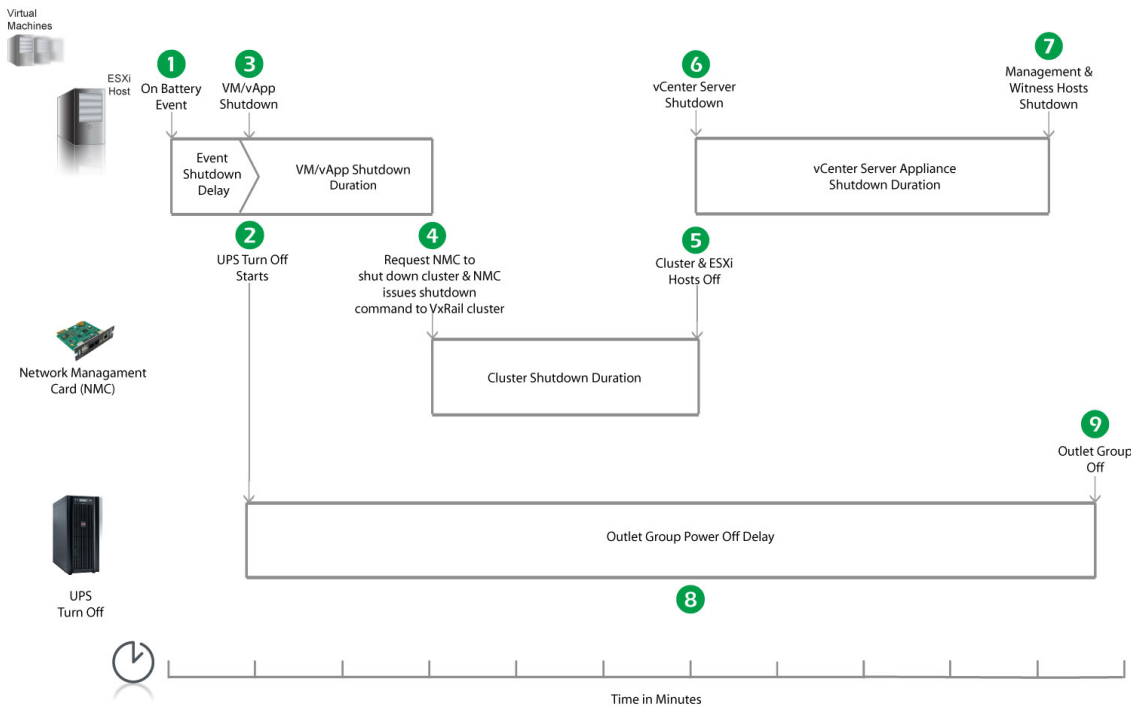 Virtual
Machines
ESXi
Host
1
On Battery
Event
3
VM/vApp
Shutdown
6
vCenter Server
Shutdown
7
Management &
Witness Hosts
Shutdown
Event
Shutdown
Delay
VM/vApp Shutdown
Duration
vCenter Server Appliance
Shutdown Duration
2
UPS Turn Off
Starts
4
Request NMC to
shut down cluster & NMC
issues shutdown
command to VxRail cluster
5
Cluster & ESXi
Hosts Off
Network Managament
Card (NMC)
Cluster Shutdown Duration
9
Outlet Group
Off
Outlet Group Power Off Delay
8
UPS
Turn Off
Time in Minutes